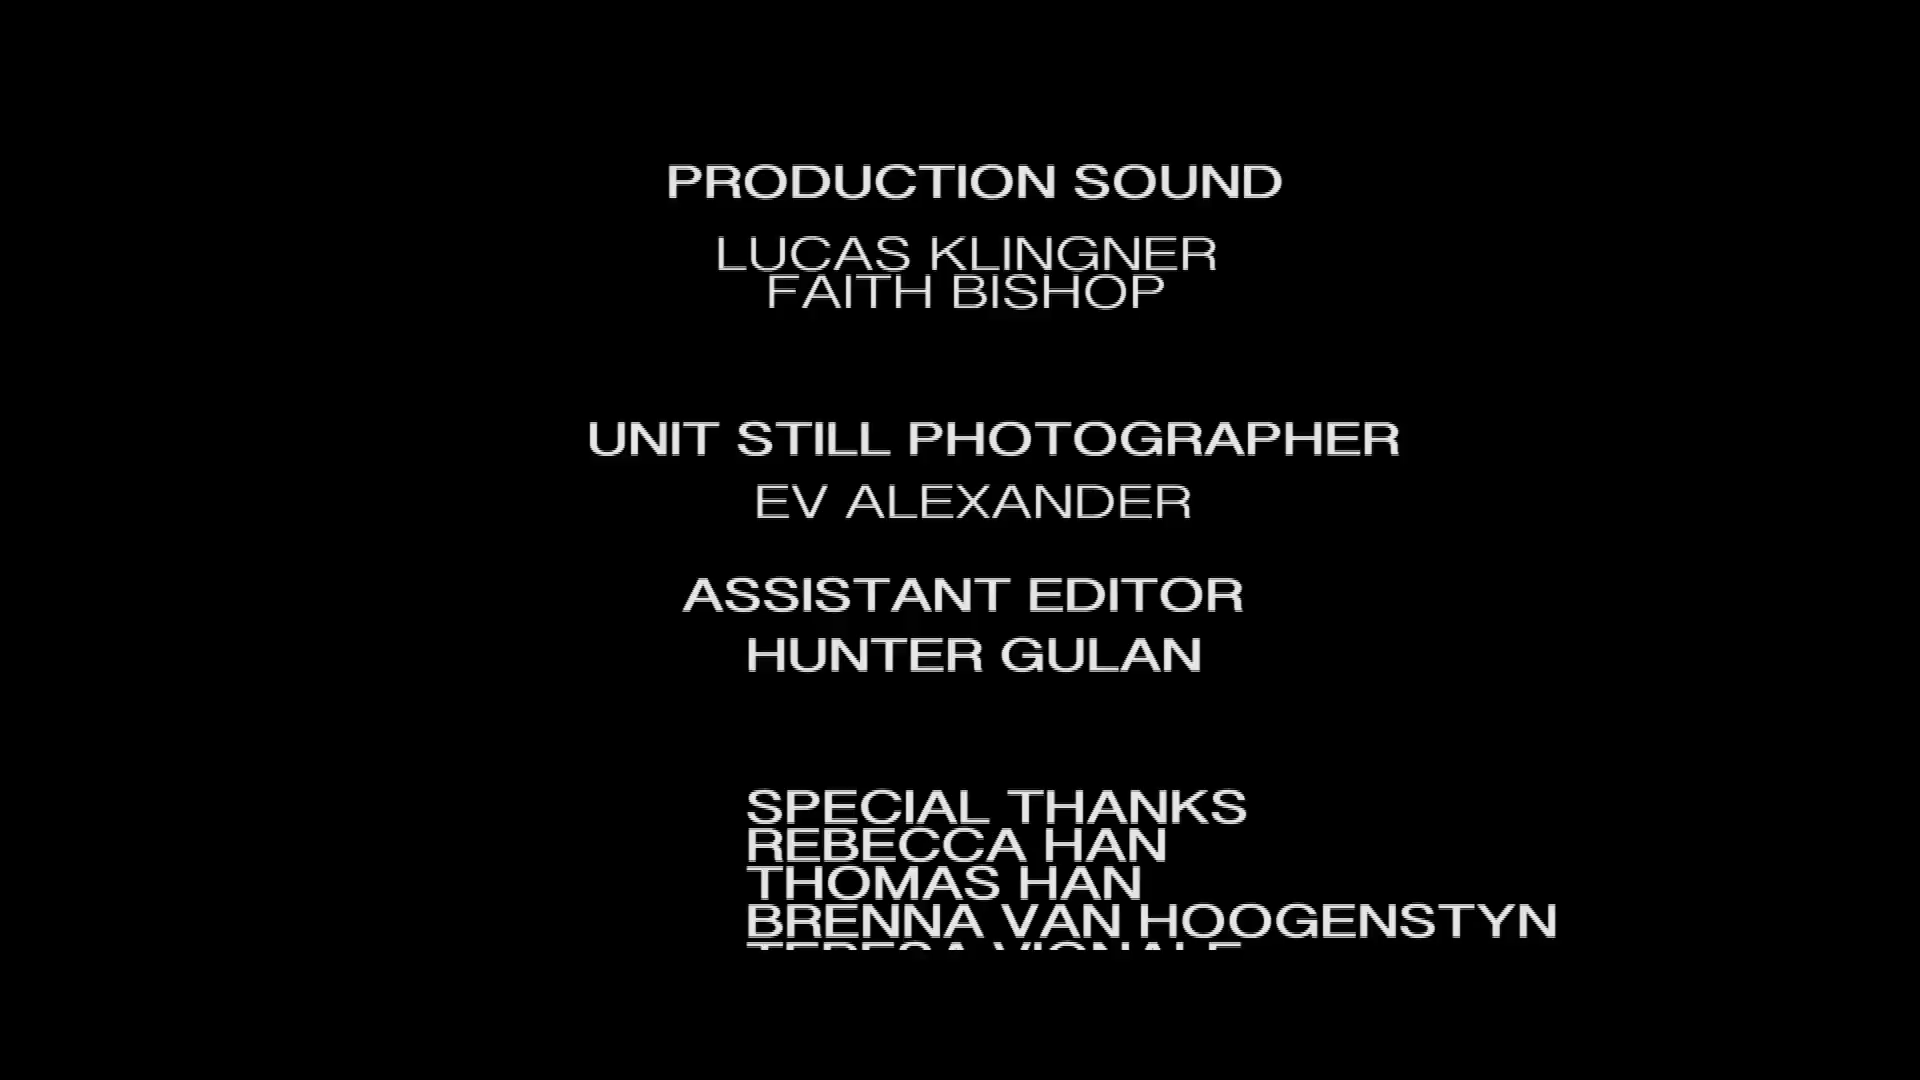 PRODUCTION SOUND
LUCAS KLINGNER
FAITH BISHOP
UNIT STILL PHOTOGRAPHER
EV ALEXANDER
ASSISTANT EDITOR
HUNTER GULAN
SPECIAL THANKS
REBECCA HAN
THOMAS HAN
BRENNA VAN HOOGENSTYN